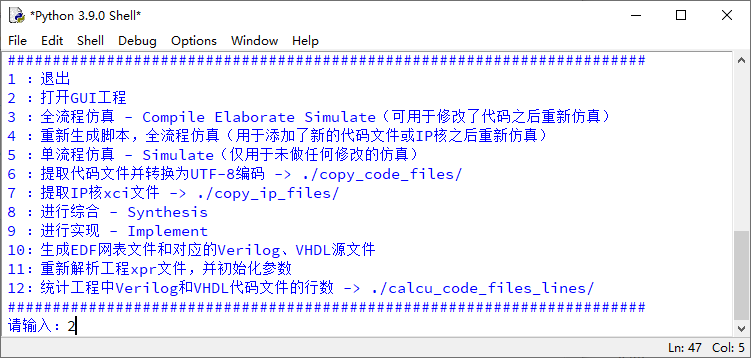 *Python 3.9.0 Shell*
File Edit Shell Debug Options Window Help
#######################################################################
1 ：退出
2 ：打开GUI工程
3 ：全流程仿真 - Compile Elaborate Simulate（可用于修改了代码之后重新仿真）
4 ：重新生成脚本，全流程仿真（用于添加了新的代码文件或IP核之后重新仿真）
5 ：单流程仿真 - Simulate（仅用于未做任何修改的仿真）
6 ：提取代码文件并转换为UTF-8编码 -> ./copy_code_files/
7 ：提取IP核xci文件 -> ./copy_ip_files/
8 ：进行综合 - Synthesis
9 ：进行实现 - Implement
10：生成EDF网表文件和对应的Verilog、VHDL源文件
11：重新解析工程xpr文件，并初始化参数
12：统计工程中Verilog和VHDL代码文件的行数 -> ./calcu_code_files_lines/
#######################################################################
请输入：2
Ln: 47 Col: 5